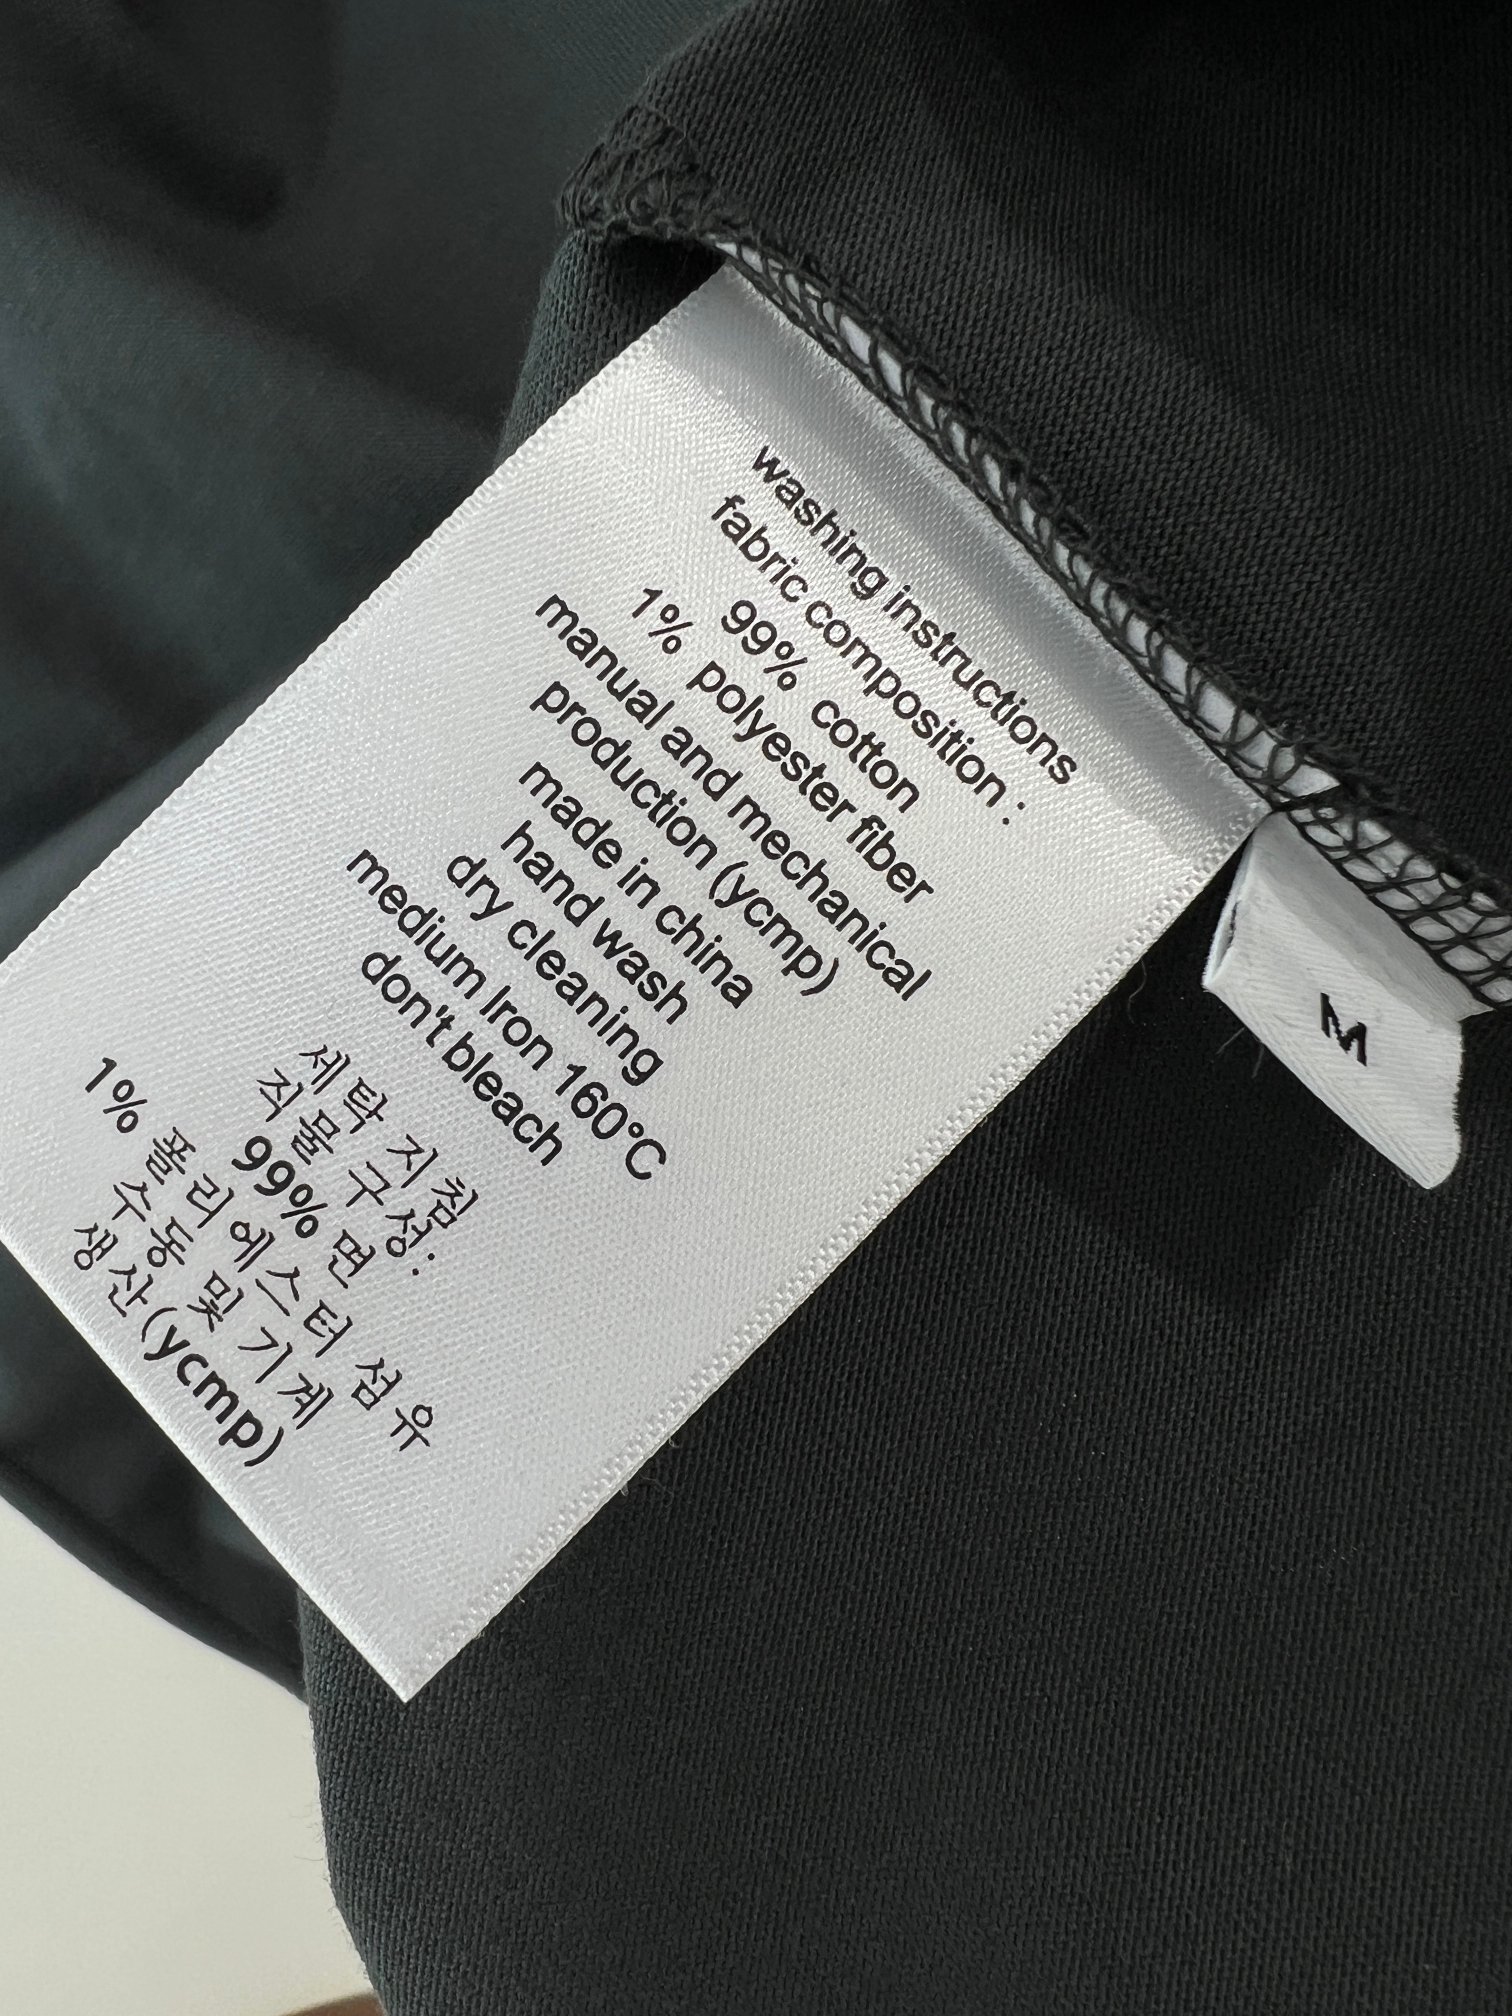 washing instructions
fabric composition :
99% cotton
1% polyester fiber
manual and mechanical
production (ycmp)
made in china
hand wash
dry cleaning
medium Iron 160°C
don't bleach
세탁 지침
직물 구성:
99% 면
1% 폴리 에스터 섬유
수동 및 기계
생산(ycmp)
M